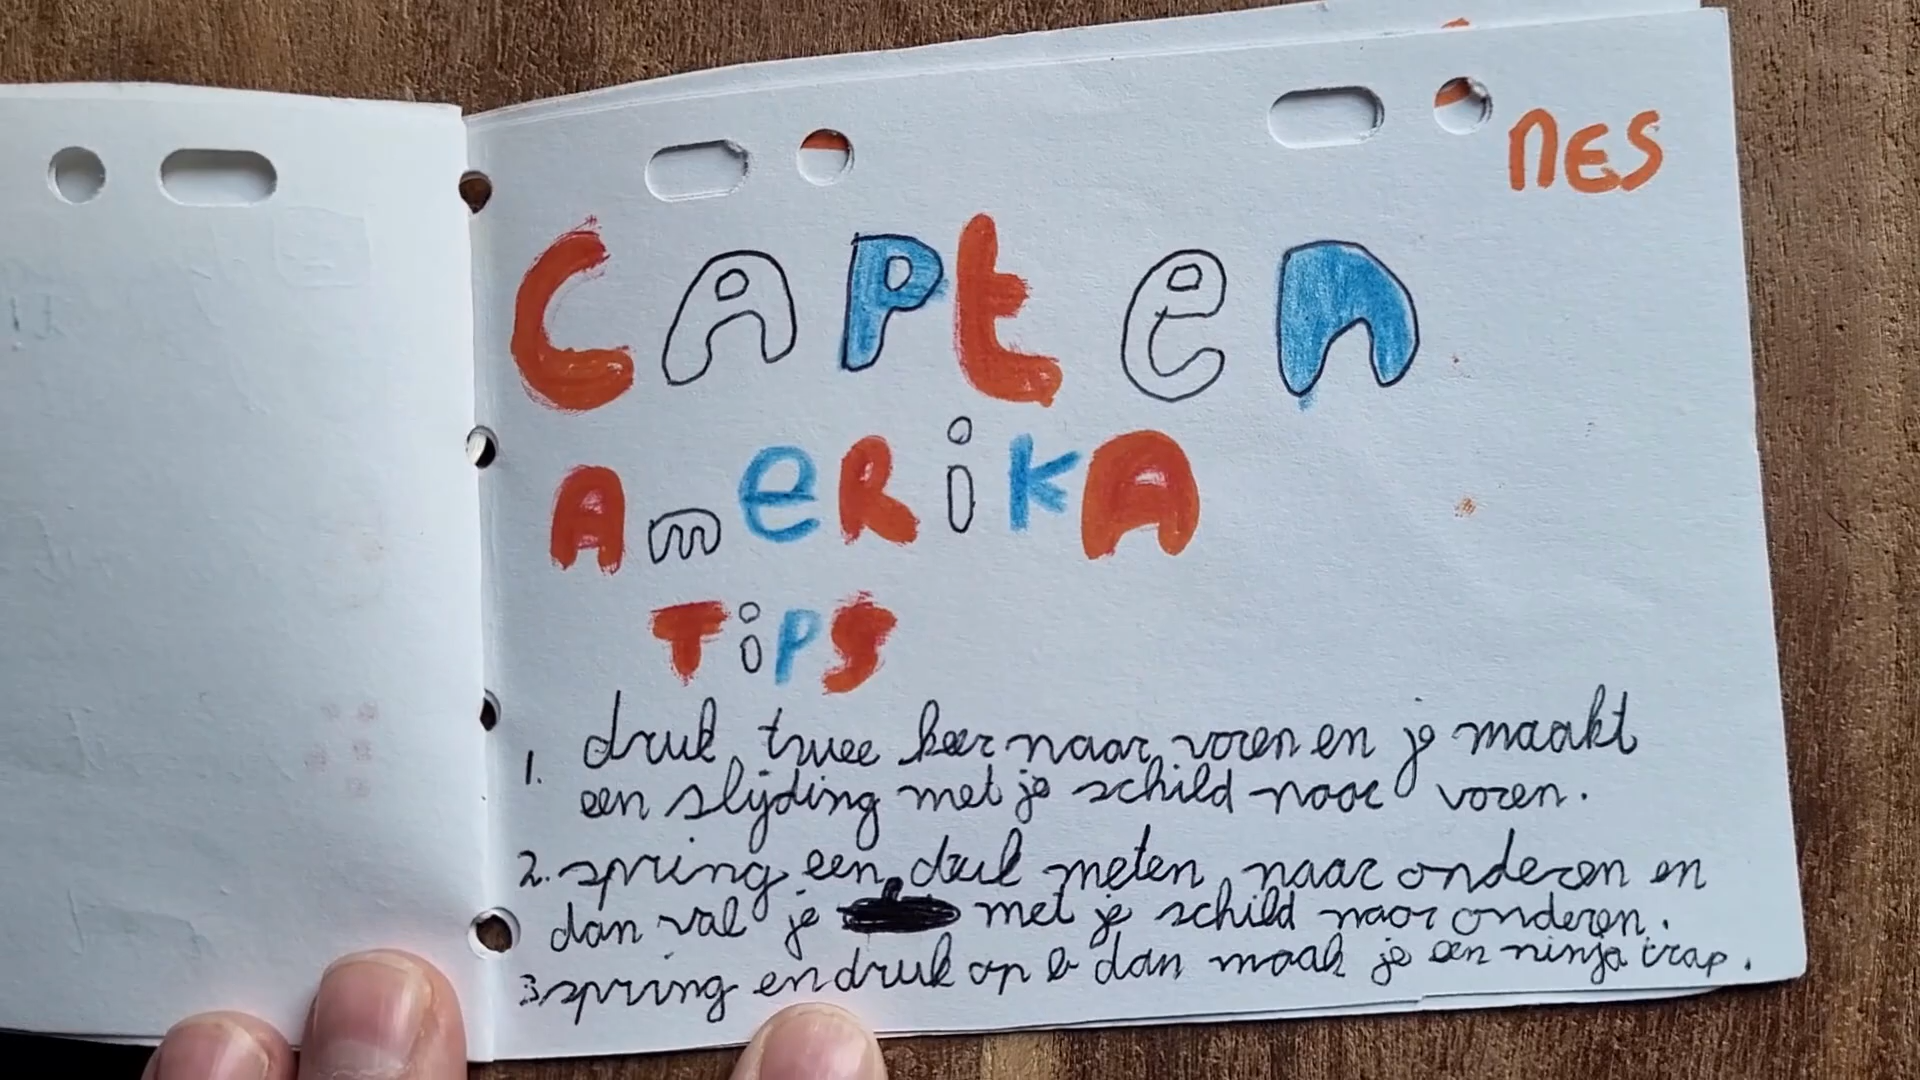 nES
CAPten
AmeRikA
TiPS
1. druk twee keer naar voren en je maakt
een slijding met je schild naar voren.
2. spring een druk meten naar onderen en
dan val je met je schild naar onderen.
3 spring en druk op b dan maak je een ninja trap.